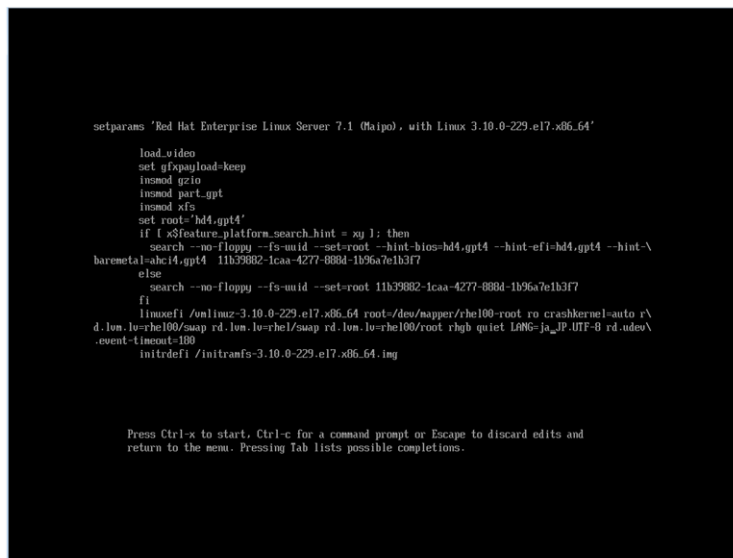 setparams 'Red Hat Enterprise Linux Server 7.1 (Maipo), with Linux 3.10.0-229.el7.x86_64'
load_video
set gfxpayload=keep
insmod gzio
insmod part_gpt
insmod xfs
set root='hd4,gpt4'
if [ x$feature_platform_search_hint = xy ]; then
search --no-floppy --fs-uuid --set=root --hint-bios=hd4,gpt4 --hint-efi=hd4,gpt4 --hint-\
baremetal=ahci4,gpt4  11b39882-1caa-4277-888d-1b96a7e1b3f7
else
search --no-floppy --fs-uuid --set=root 11b39882-1caa-4277-888d-1b96a7e1b3f7
fi
linuxefi /vmlinuz-3.10.0-229.el7.x86_64 root=/dev/mapper/rhel00-root ro crashkernel=auto r\
d.lvm.lv=rhel00/swap rd.lvm.lv=rhel/swap rd.lvm.lv=rhel00/root rhgb quiet LANG=ja_JP.UTF-8 rd.udev\
.event-timeout=180
initrdefi /initramfs-3.10.0-229.el7.x86_64.img
Press Ctrl-x to start, Ctrl-c for a command prompt or Escape to discard edits and
return to the menu. Pressing Tab lists possible completions.